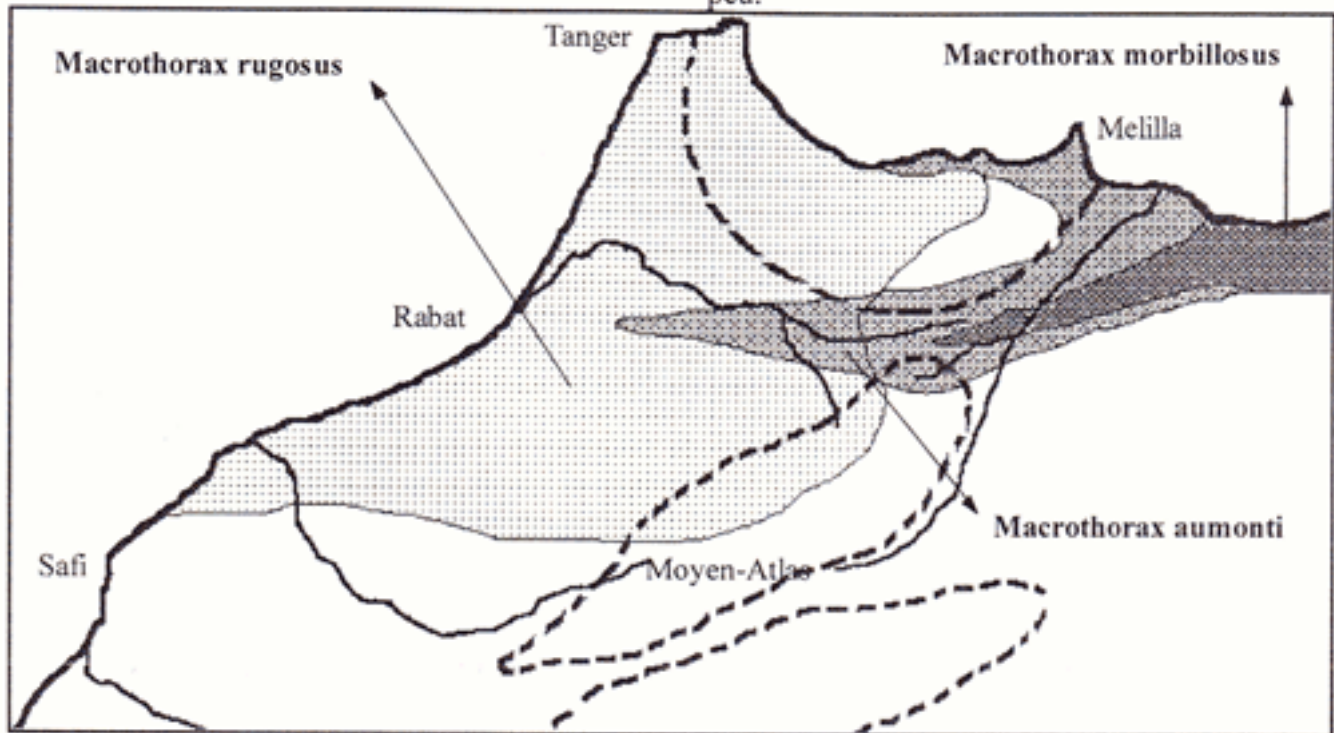 Tanger
Macrothorax rugosus
Macrothorax morbillosus
Melilla
Rabat
Macrothorax aumonti
Safi
Moyen-Atlas